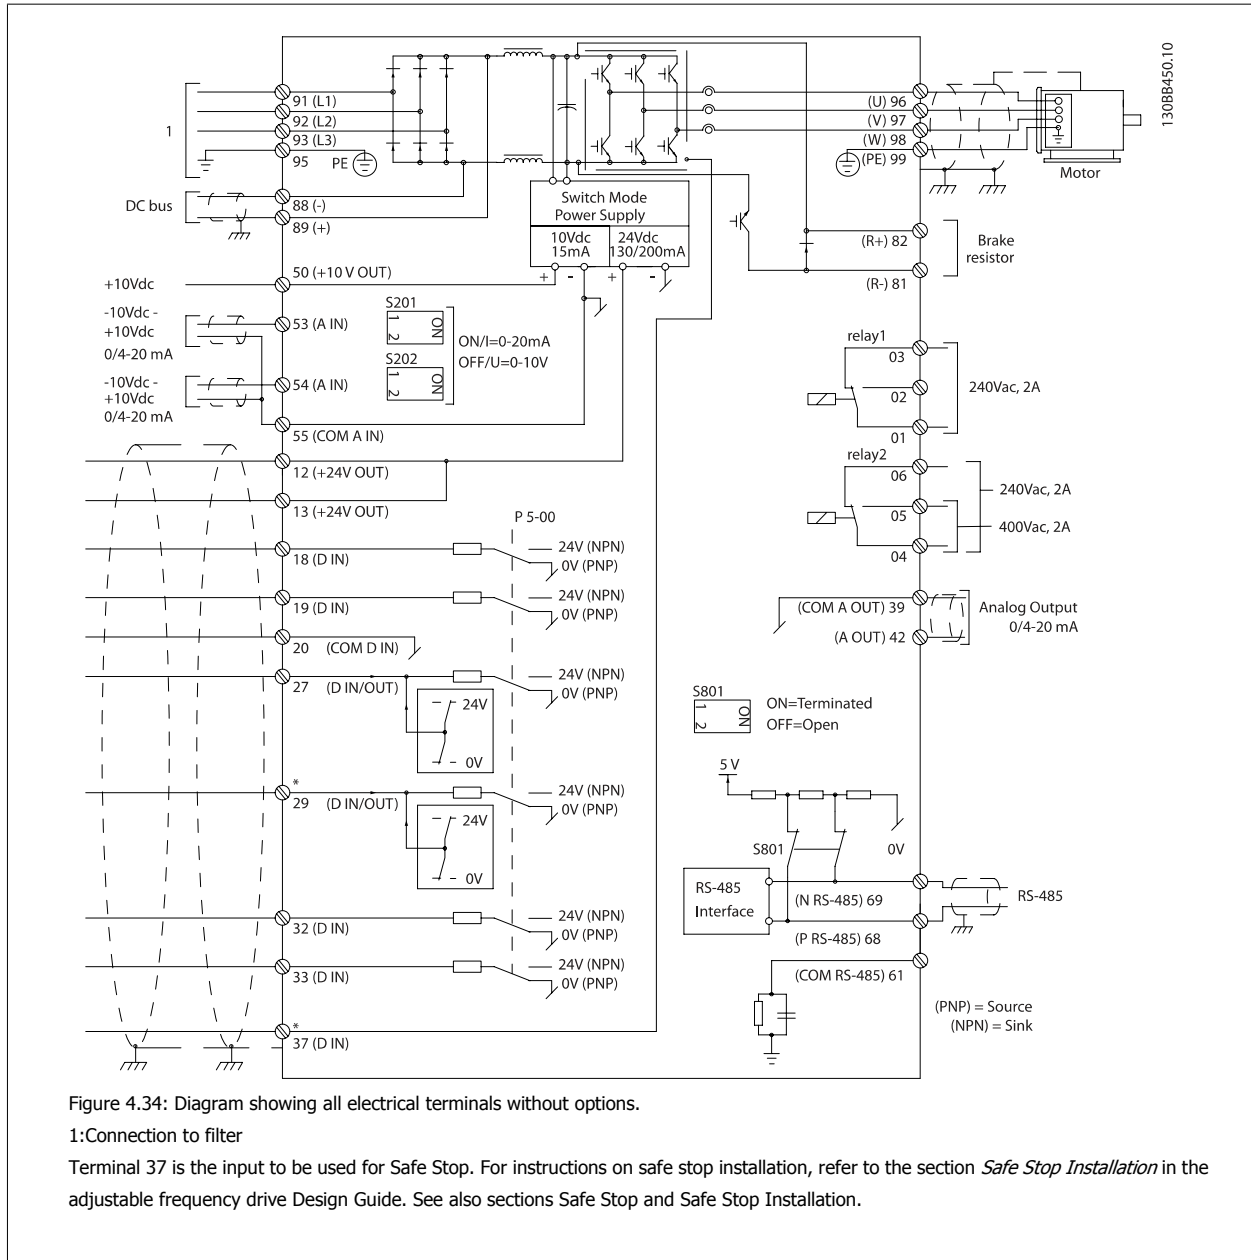 130BB450.10
91 (L1)
92 (L2)
93 (L3)
95
PE
1
(U) 96
(V) 97
(W) 98
(PE) 99
Motor
DC bus
88 (-)
89 (+)
Switch Mode
Power Supply
10Vdc
15mA
24Vdc
130/200mA
+ - + -
(R+) 82
(R-) 81
Brake
resistor
+10Vdc
50 (+10 V OUT)
-10Vdc -
+10Vdc
0/4-20 mA
53 (A IN)
S201
1
2
ON
S202
1
2
ON
ON/I=0-20mA
OFF/U=0-10V
-10Vdc -
+10Vdc
0/4-20 mA
54 (A IN)
55 (COM A IN)
12 (+24V OUT)
13 (+24V OUT)
relay1
03
02
01
240Vac, 2A
relay2
06
05
04
240Vac, 2A
400Vac, 2A
P 5-00
18 (D IN)
24V (NPN)
0V (PNP)
19 (D IN)
24V (NPN)
0V (PNP)
20 (COM D IN)
27 (D IN/OUT)
24V (NPN)
0V (PNP)
24V
0V
*
29 (D IN/OUT)
24V (NPN)
0V (PNP)
24V
0V
32 (D IN)
24V (NPN)
0V (PNP)
33 (D IN)
24V (NPN)
0V (PNP)
*
37 (D IN)
(COM A OUT) 39
(A OUT) 42
Analog Output
0/4-20 mA
S801
1
2
ON
ON=Terminated
OFF=Open
5 V
S801
0V
RS-485
Interface
(N RS-485) 69
(P RS-485) 68
RS-485
(COM RS-485) 61
(PNP) = Source
(NPN) = Sink
Figure 4.34: Diagram showing all electrical terminals without options.
1:Connection to filter
Terminal 37 is the input to be used for Safe Stop. For instructions on safe stop installation, refer to the section Safe Stop Installation in the
adjustable frequency drive Design Guide. See also sections Safe Stop and Safe Stop Installation.